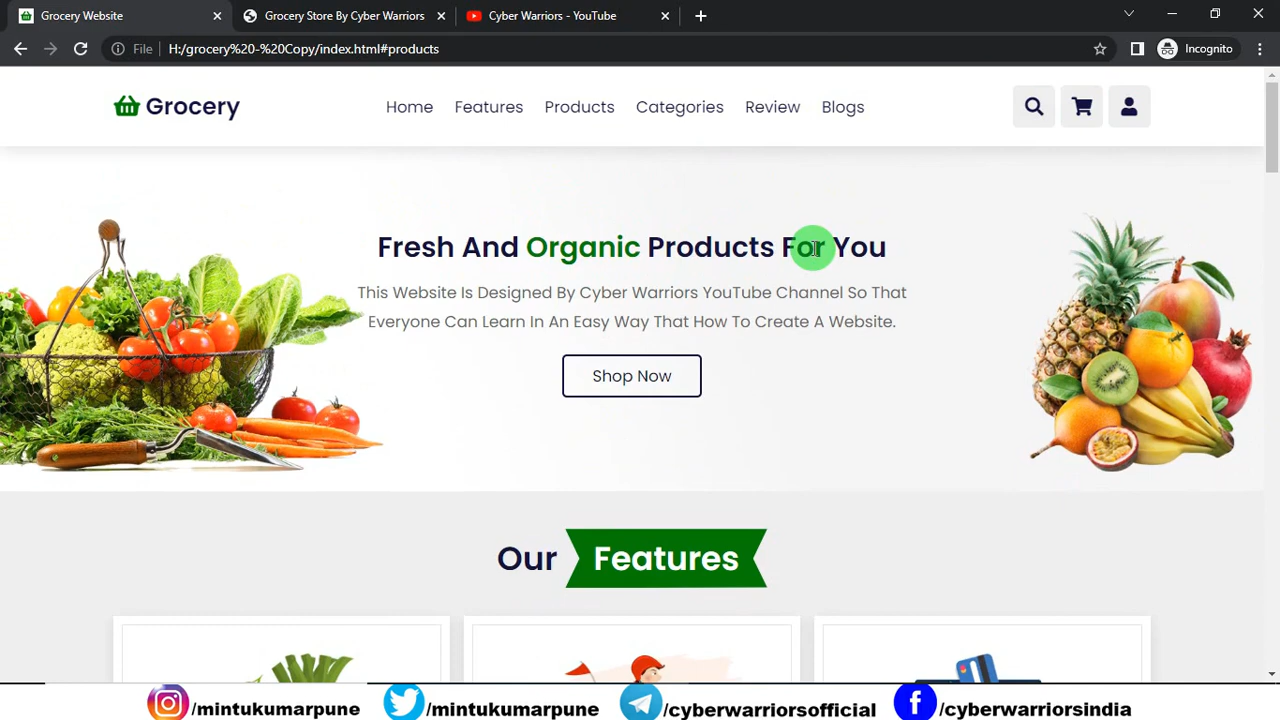 Grocery Website
Grocery Store By Cyber Warriors
Cyber Warriors - YouTube
File
H:/grocery%20-%20Copy/index.html#products
Incognito
Grocery
Home
Features
Products
Categories
Review
Blogs
Fresh And Organic Products For You
This Website Is Designed By Cyber Warriors YouTube Channel So That
Everyone Can Learn In An Easy Way That How To Create A Website.
Shop Now
Our Features
/mintukumarpune
/mintukumarpune
/cyberwarriorsofficial
/cyberwarriorsindia